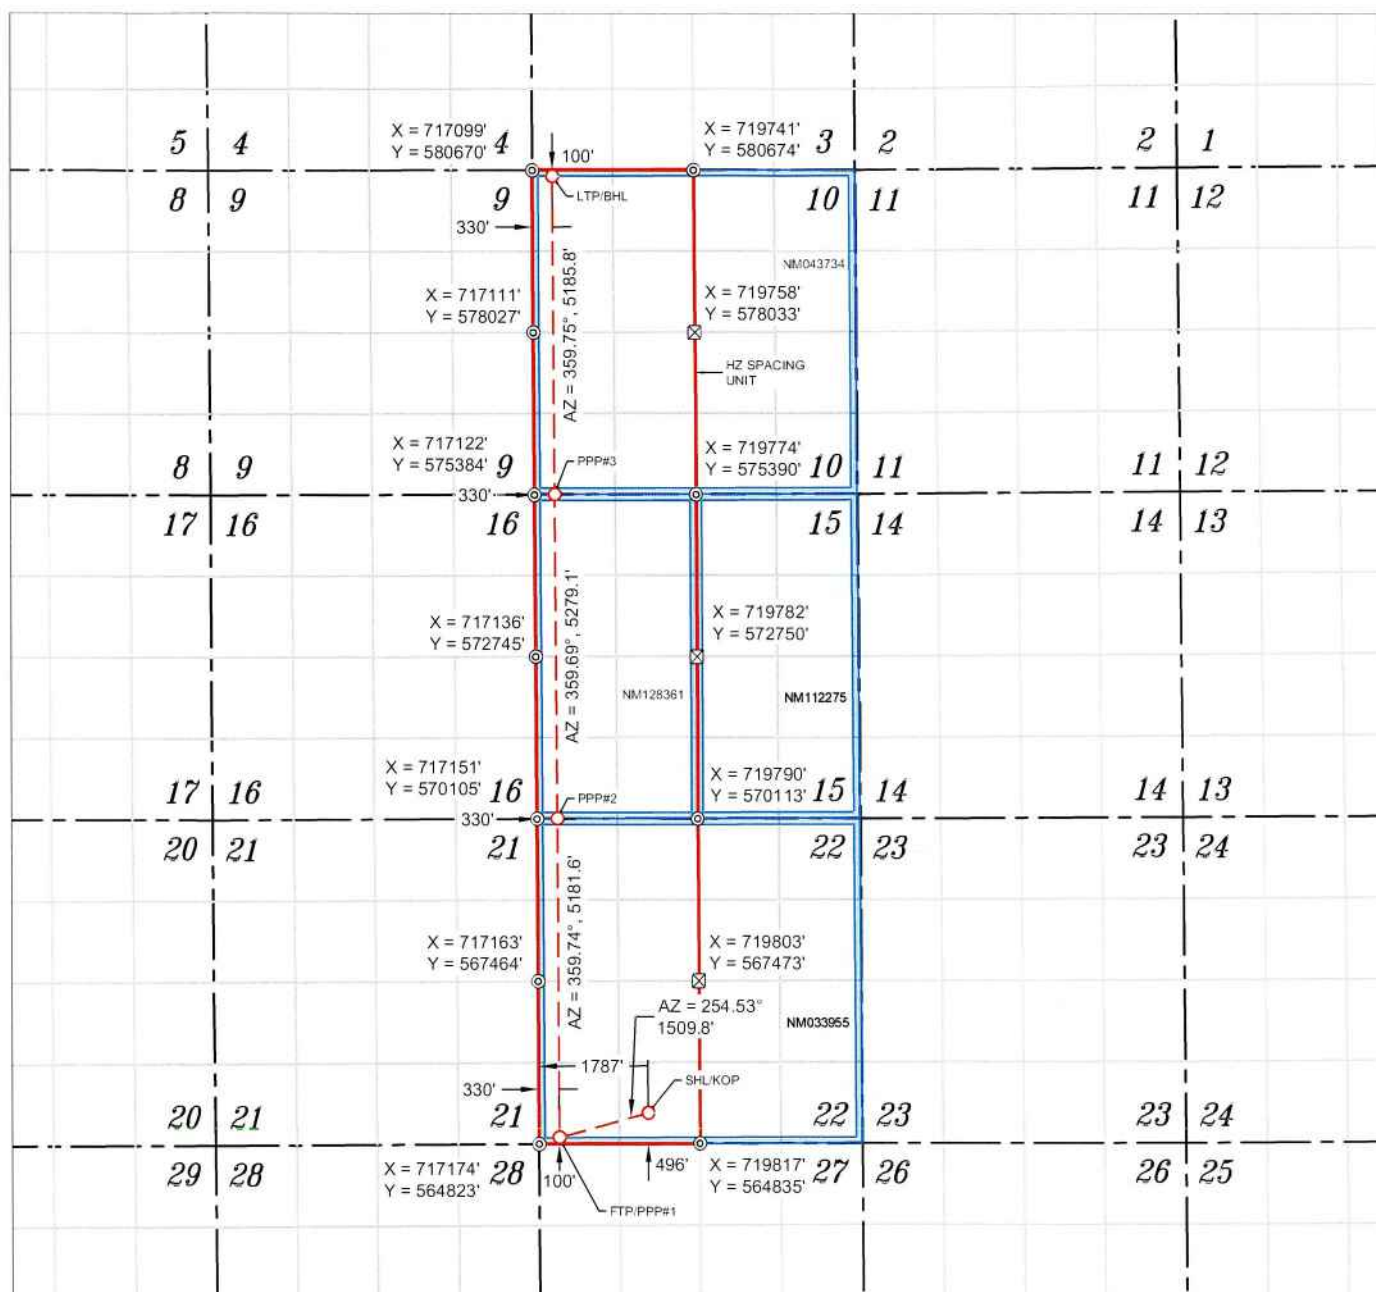 X = 717099'
Y = 580670'
X = 719741'
Y = 580674'
5 4
4
3 2
2 1
100'
8 9
9
LTP/BHL
10 11
11 12
330'
NM043734
AZ = 359.75°, 5185.8'
X = 717111'
Y = 578027'
X = 719758'
Y = 578033'
HZ SPACING
UNIT
X = 717122'
Y = 575384'
X = 719774'
Y = 575390'
8 9
9
PPP#3
10 11
11 12
330'
17 16
16
15 14
14 13
AZ = 359.69°, 5279.1'
X = 717136'
Y = 572745'
X = 719782'
Y = 572750'
NM128361
NM112275
X = 717151'
Y = 570105'
X = 719790'
Y = 570113'
17 16
16
PPP#2
15 14
14 13
330'
20 21
21
22 23
23 24
AZ = 359.74°, 5181.6'
X = 717163'
Y = 567464'
X = 719803'
Y = 567473'
AZ = 254.53°
1509.8'
NM033955
1787'
330'
SHL/KOP
20 21
21
22 23
23 24
29 28
28
27 26
26 25
X = 717174'
Y = 564823'
100'
496'
X = 719817'
Y = 564835'
FTP/PPP#1